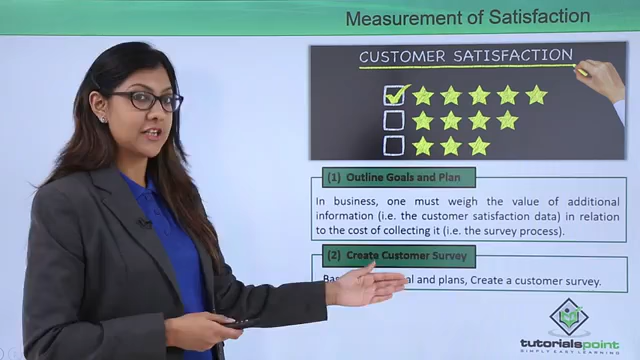 Measurement of Satisfaction
CUSTOMER SATISFACTION
(1) Outline Goals and Plan
In business, one must weigh the value of additional
information (i.e. the customer satisfaction data) in relation
to the cost of collecting it (i.e. the survey process).
(2) Create Customer Survey
al and plans, Create a customer survey.
tutorialspoint
SIMPLY EASY LEARNING